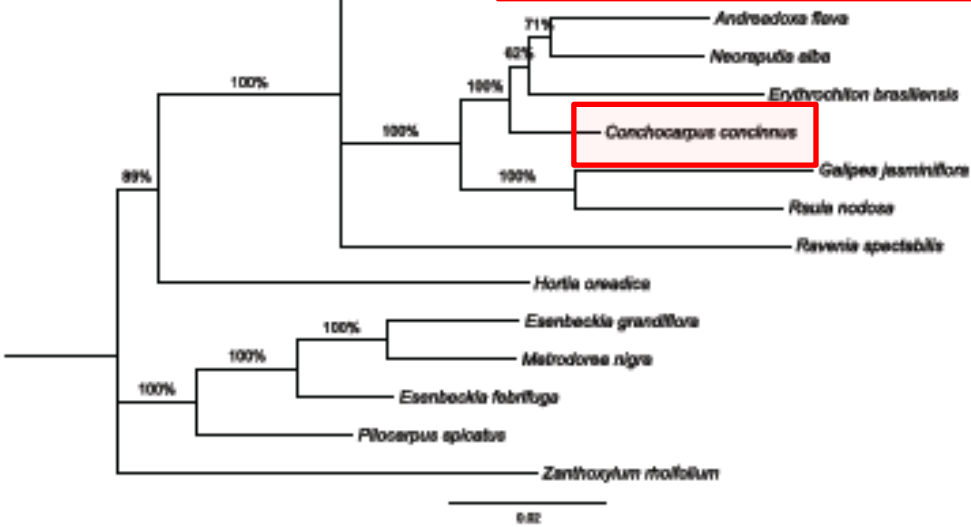 Andreadoxa flava
71%
Neoraputia alba
62%
100%
Erythrochiton brasiliensis
100%
Conchocarpus concinnus
100%
Galipea jasminiflora
100%
Rauia nodosa
89%
Ravenia spectabilis
Hortia oreadica
Esenbeckia grandiflora
100%
Metrodorea nigra
100%
Esenbeckia febrifuga
100%
Pilocarpus spicatus
Zanthoxylum rhoifolium
0.02